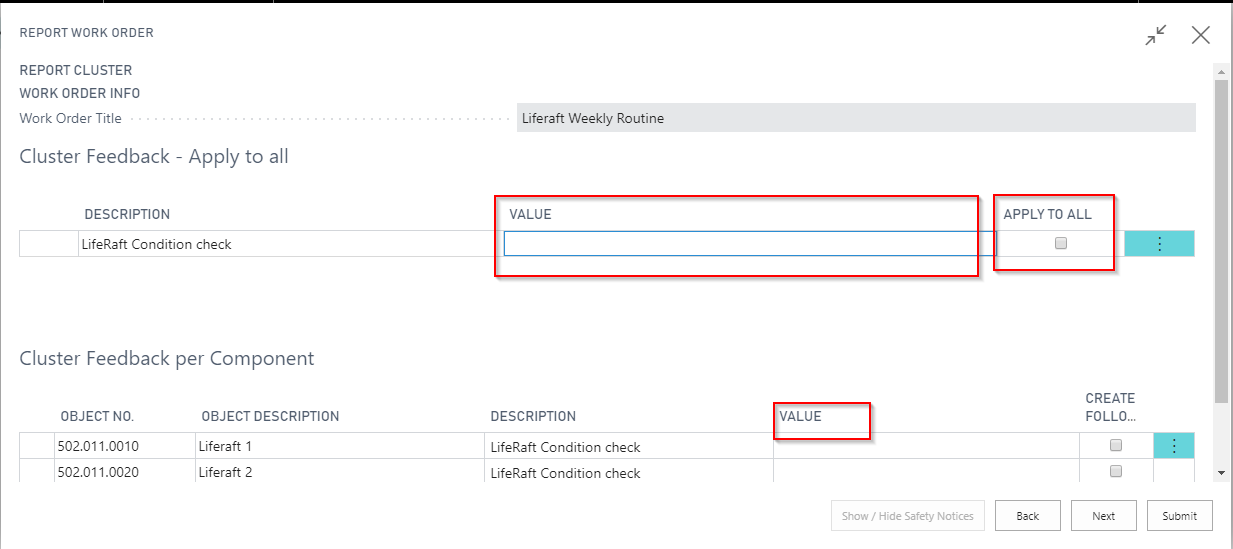 REPORT WORK ORDER
REPORT CLUSTER
WORK ORDER INFO
Work Order Title Liferaft Weekly Routine
Cluster Feedback - Apply to all
DESCRIPTION VALUE APPLY TO ALL
LifeRaft Condition check
Cluster Feedback per Component
OBJECT NO. OBJECT DESCRIPTION DESCRIPTION VALUE CREATE FOLLO...
502.011.0010 Liferaft 1 LifeRaft Condition check
502.011.0020 Liferaft 2 LifeRaft Condition check
Show / Hide Safety Notices Back Next Submit